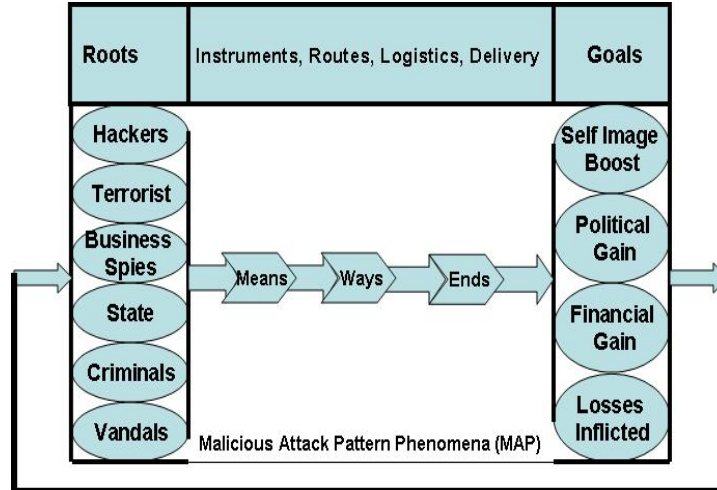 Roots
Instruments, Routes, Logistics, Delivery
Goals
Hackers
Terrorist
Business
Spies
State
Criminals
Vandals
Means
Ways
Ends
Self Image
Boost
Political
Gain
Financial
Gain
Losses
Inflicted
Malicious Attack Pattern Phenomena (MAP)